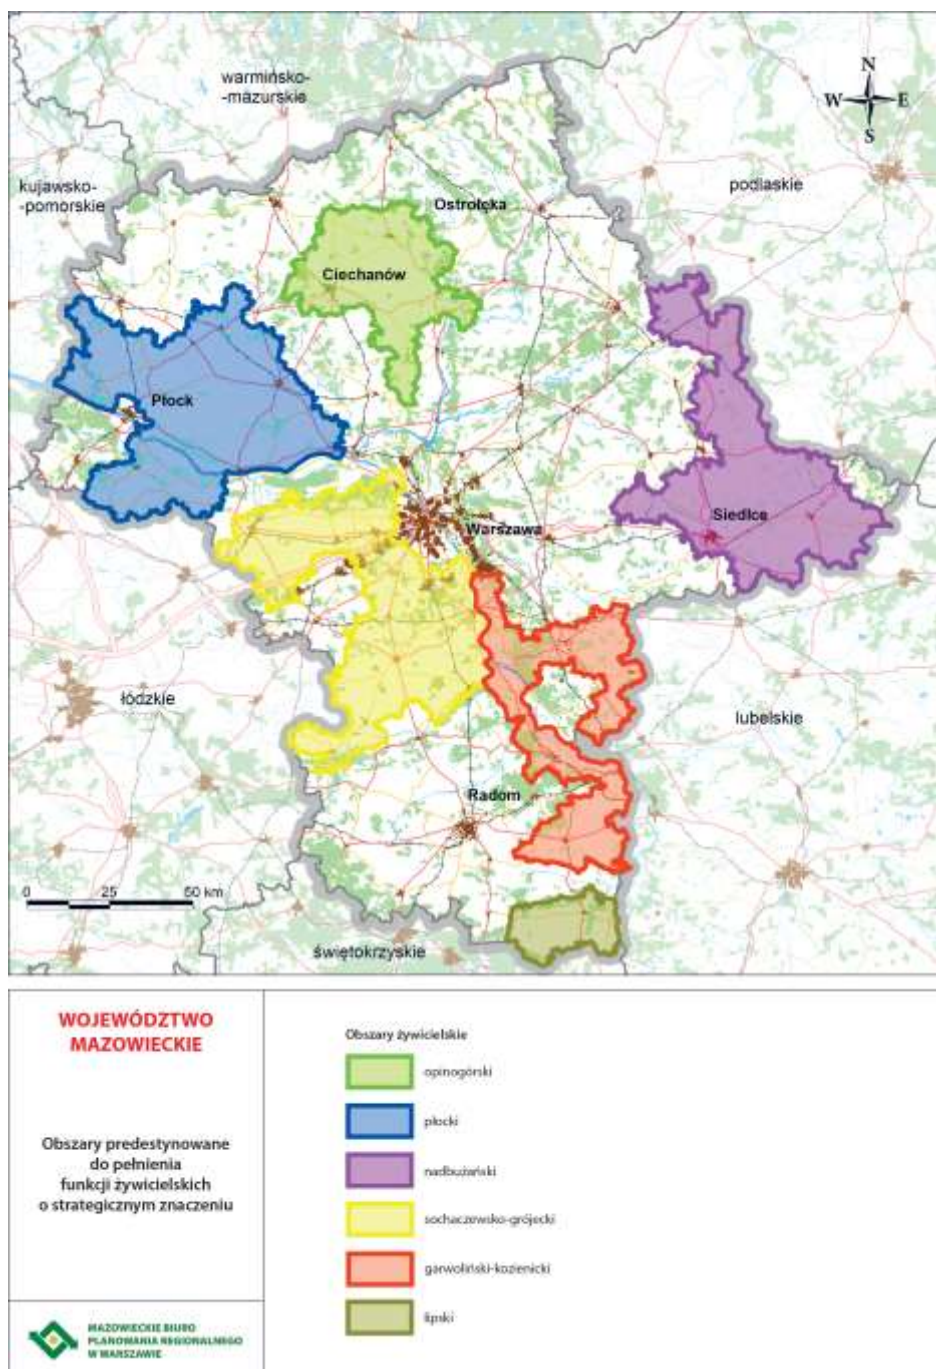 warmińsko-
-mazurskie
N
W
E
S
kujawsko-
-pomorskie
podlaskie
Ostrołęka
Ciechanów
Płock
Siedlce
Warszawa
łódzkie
lubelskie
Radom
0 25 50 km
świętokrzyskie
WOJEWÓDZTWO
MAZOWIECKIE
Obszary predestynowane
do pełnienia
funkcji żywicielskich
o strategicznym znaczeniu
MAZOWIECKIE BIURO
PLANOWANIA REGIONALNEGO
W WARSZAWIE
Obszary żywicielskie
opinogórski
płocki
nadbużański
sochaczewsko-grójecki
garwoliński-kozienicki
lipski